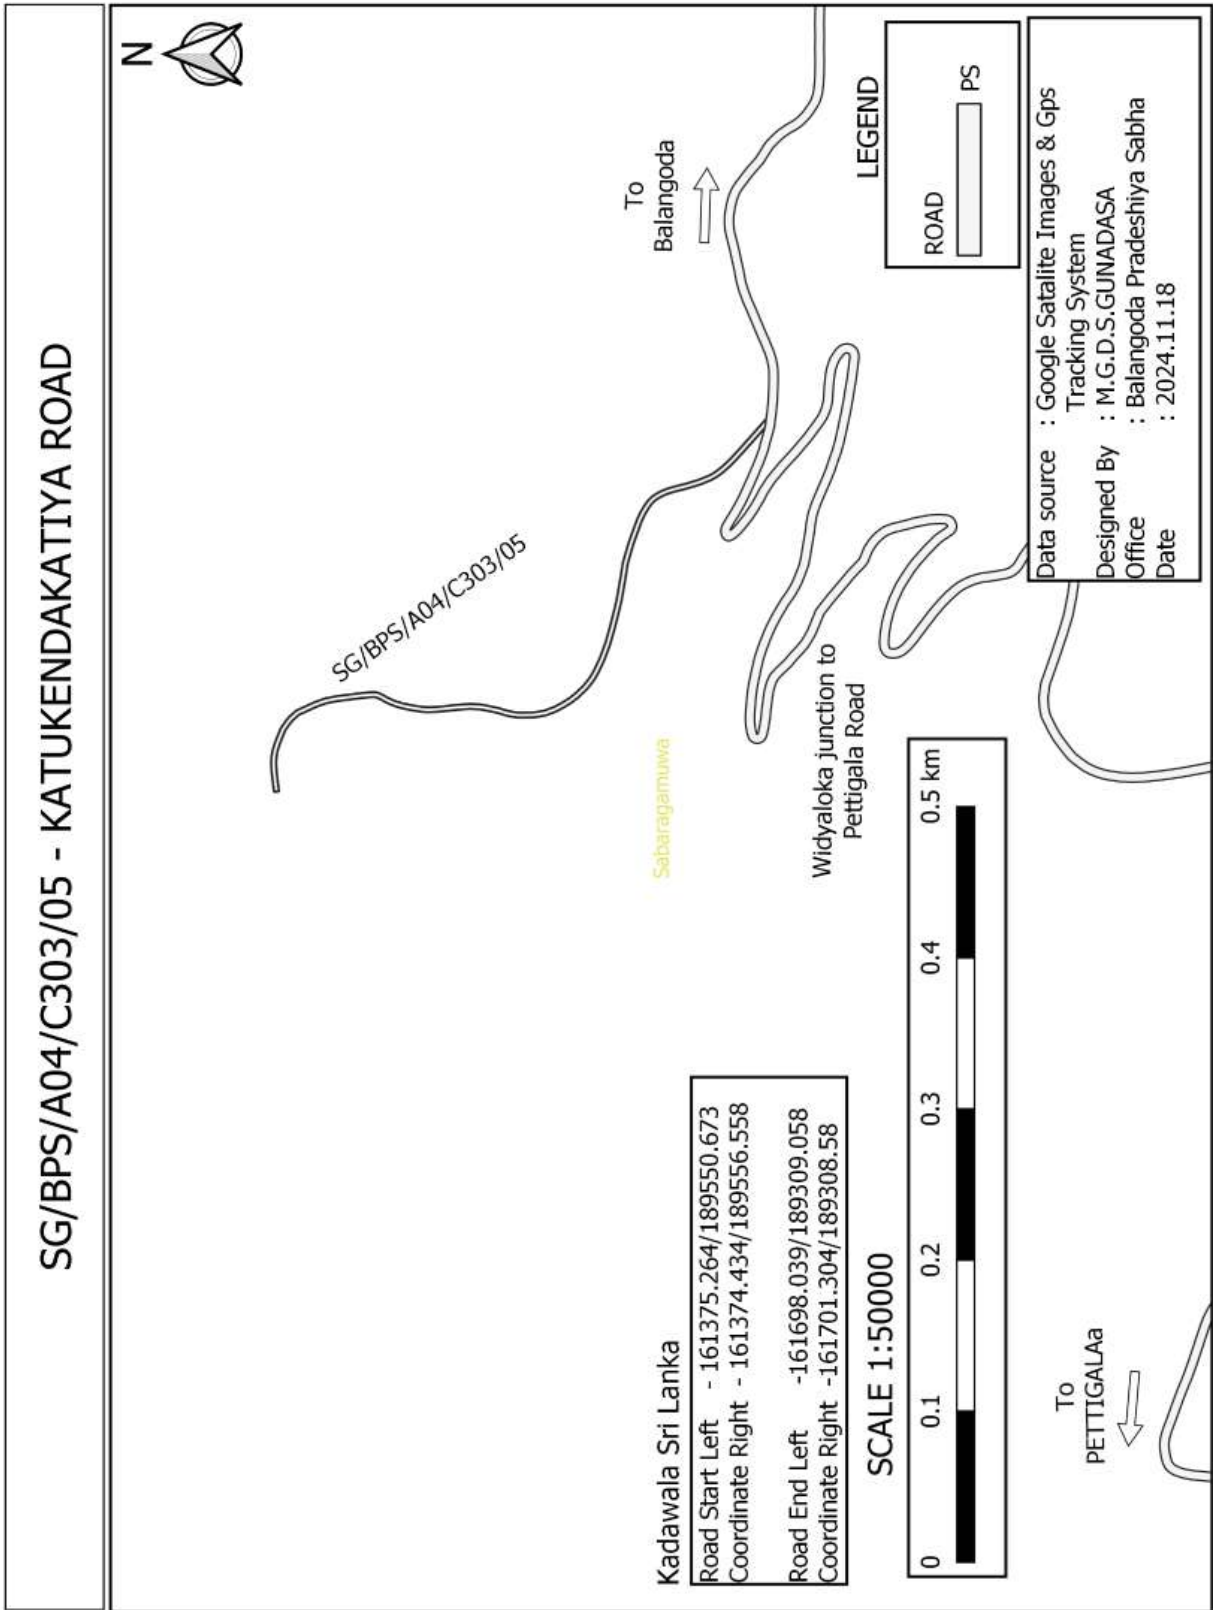 SG/BPS/A04/C303/05 - KATUKENDAKATIYA ROAD
N
SG/BPS/A04/C303/05
To
Balangoda
Sabaragamuwa
Widyaloka junction to
Pettigala Road
Kadawala Sri Lanka
Road Start Left - 161375.264/189550.673
Coordinate Right - 161374.434/189556.558
Road End Left -161698.039/189309.058
Coordinate Right -161701.304/189308.58
SCALE 1:50000
0 0.1 0.2 0.3 0.4 0.5 km
To
PETTIGALAa
LEGEND
ROAD
PS
Data source : Google Satalite Images & Gps
Tracking System
Designed By : M.G.D.S.GUNADASA
Office : Balangoda Pradeshiya Sabha
Date : 2024.11.18